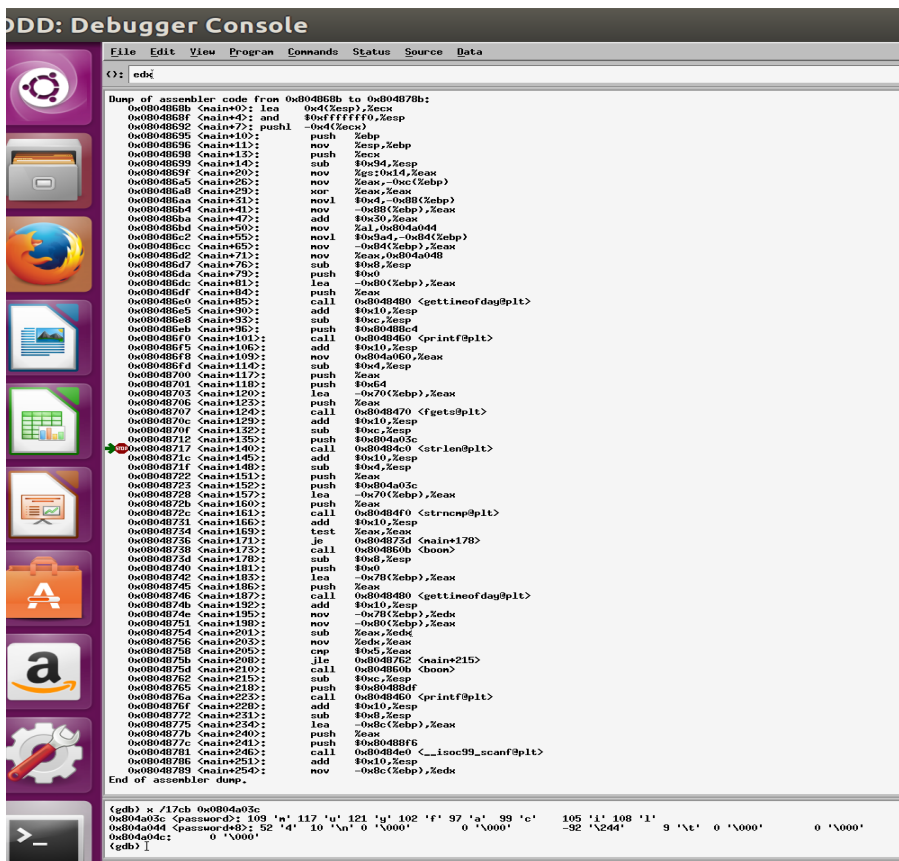 DDD: Debugger Console
File Edit View Program Commands Status Source Data
(): edx
Dump of assembler code from 0x804868b to 0x804878b:
0x0804868b <main+0>: lea 0x4(%esp),%ecx
0x0804868f <main+4>: and $0xfffffff0,%esp
0x08048692 <main+7>: pushl -0x4(%ecx)
0x08048695 <main+10>: push %ebp
0x08048696 <main+11>: mov %esp,%ebp
0x08048698 <main+13>: push %ecx
0x08048699 <main+14>: sub $0x94,%esp
0x0804869f <main+20>: mov %gs:0x14,%eax
0x080486a5 <main+26>: mov %eax,-0xc(%ebp)
0x080486a8 <main+29>: xor %eax,%eax
0x080486aa <main+31>: movl $0x4,-0x88(%ebp)
0x080486b4 <main+41>: mov -0x88(%ebp),%eax
0x080486ba <main+47>: add $0x30,%eax
0x080486bd <main+50>: mov %al,0x804a044
0x080486c2 <main+55>: movl $0x9a4,-0x84(%ebp)
0x080486cc <main+65>: mov -0x84(%ebp),%eax
0x080486d2 <main+71>: mov %eax,0x804a048
0x080486d7 <main+76>: sub $0x8,%esp
0x080486da <main+79>: push $0x0
0x080486dc <main+81>: lea -0x80(%ebp),%eax
0x080486df <main+84>: push %eax
0x080486e0 <main+85>: call 0x8048480 <gettimeofday@plt>
0x080486e5 <main+90>: add $0x10,%esp
0x080486e8 <main+93>: sub $0xc,%esp
0x080486eb <main+96>: push $0x80488c4
0x080486f0 <main+101>: call 0x8048460 <printf@plt>
0x080486f5 <main+106>: add $0x10,%esp
0x080486f8 <main+109>: mov 0x804a060,%eax
0x080486fd <main+114>: sub $0x4,%esp
0x08048700 <main+117>: push %eax
0x08048701 <main+118>: push $0x64
0x08048703 <main+120>: lea -0x70(%ebp),%eax
0x08048706 <main+123>: push %eax
0x08048707 <main+124>: call 0x8048470 <fgets@plt>
0x0804870c <main+129>: add $0x10,%esp
0x0804870f <main+132>: sub $0xc,%esp
0x08048712 <main+135>: push $0x804a03c
STOP 0x08048717 <main+140>: call 0x80484c0 <strlen@plt>
0x0804871c <main+145>: add $0x10,%esp
0x0804871f <main+148>: sub $0x4,%esp
0x08048722 <main+151>: push %eax
0x08048723 <main+152>: push $0x804a03c
0x08048728 <main+157>: lea -0x70(%ebp),%eax
0x0804872b <main+160>: push %eax
0x0804872c <main+161>: call 0x80484f0 <strncmp@plt>
0x08048731 <main+166>: add $0x10,%esp
0x08048734 <main+169>: test %eax,%eax
0x08048736 <main+171>: je 0x804873d <main+178>
0x08048738 <main+173>: call 0x804860b <boom>
0x0804873d <main+178>: sub $0x8,%esp
0x08048740 <main+181>: push $0x0
0x08048742 <main+183>: lea -0x78(%ebp),%eax
0x08048745 <main+186>: push %eax
0x08048746 <main+187>: call 0x8048480 <gettimeofday@plt>
0x0804874b <main+192>: add $0x10,%esp
0x0804874e <main+195>: mov -0x78(%ebp),%edx
0x08048751 <main+198>: mov -0x80(%ebp),%eax
0x08048754 <main+201>: sub %eax,%edx
0x08048756 <main+203>: mov %edx,%eax
0x08048758 <main+205>: cmp $0x5,%eax
0x0804875b <main+208>: jle 0x8048762 <main+215>
0x0804875d <main+210>: call 0x804860b <boom>
0x08048762 <main+215>: sub $0xc,%esp
0x08048765 <main+218>: push $0x80488df
0x0804876a <main+223>: call 0x8048460 <printf@plt>
0x0804876f <main+228>: add $0x10,%esp
0x08048772 <main+231>: sub $0x8,%esp
0x08048775 <main+234>: lea -0x8c(%ebp),%eax
0x0804877b <main+240>: push %eax
0x0804877c <main+241>: push $0x80488f6
0x08048781 <main+246>: call 0x80484e0 <__isoc99_scanf@plt>
0x08048786 <main+251>: add $0x10,%esp
0x08048789 <main+254>: mov -0x8c(%ebp),%edx
End of assembler dump.
(gdb) x /17cb 0x0804a03c
0x804a03c <password>: 109 'm' 117 'u' 121 'y' 102 'f' 97 'a' 99 'c' 105 'i' 108 'l'
0x804a044 <password+8>: 52 '4' 10 '\n' 0 '\000' 0 '\000' -92 '\244' 9 '\t' 0 '\000' 0 '\000'
0x804a04c: 0 '\000'
(gdb)